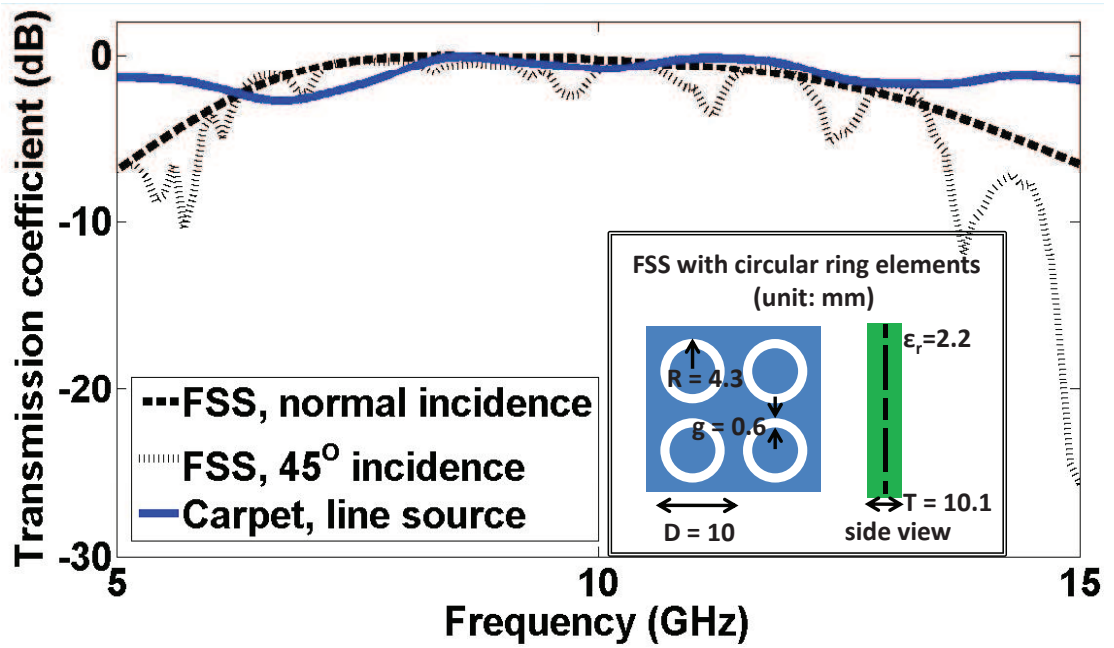 Transmission coefficient (dB)
0
-10
-20
-30
5
10
15
Frequency (GHz)
FSS, normal incidence
FSS, 45° incidence
Carpet, line source
FSS with circular ring elements
(unit: mm)
R = 4.3
g = 0.6
D = 10
εr=2.2
T = 10.1
side view